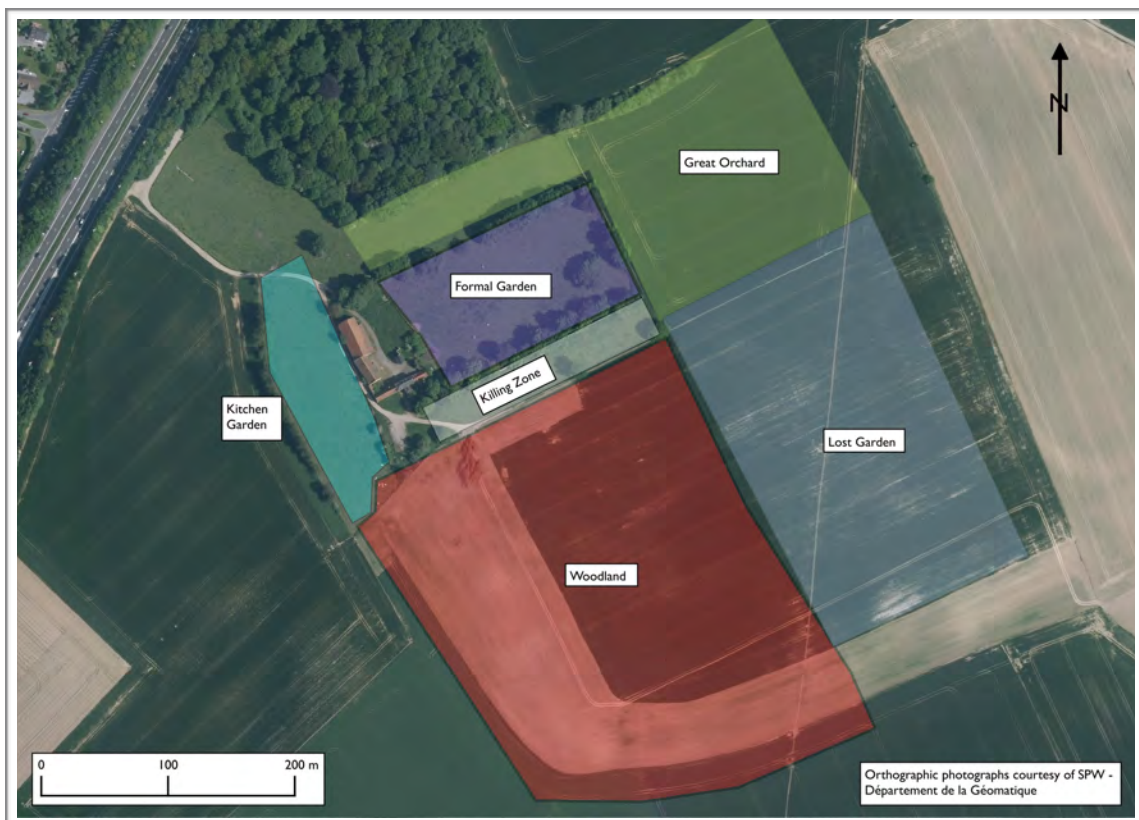 N
Great Orchard
Formal Garden
Killing Zone
Kitchen
Garden
Lost Garden
Woodland
0 100 200 m
Orthographic photographs courtesy of SPW -
Département de la Géomatique